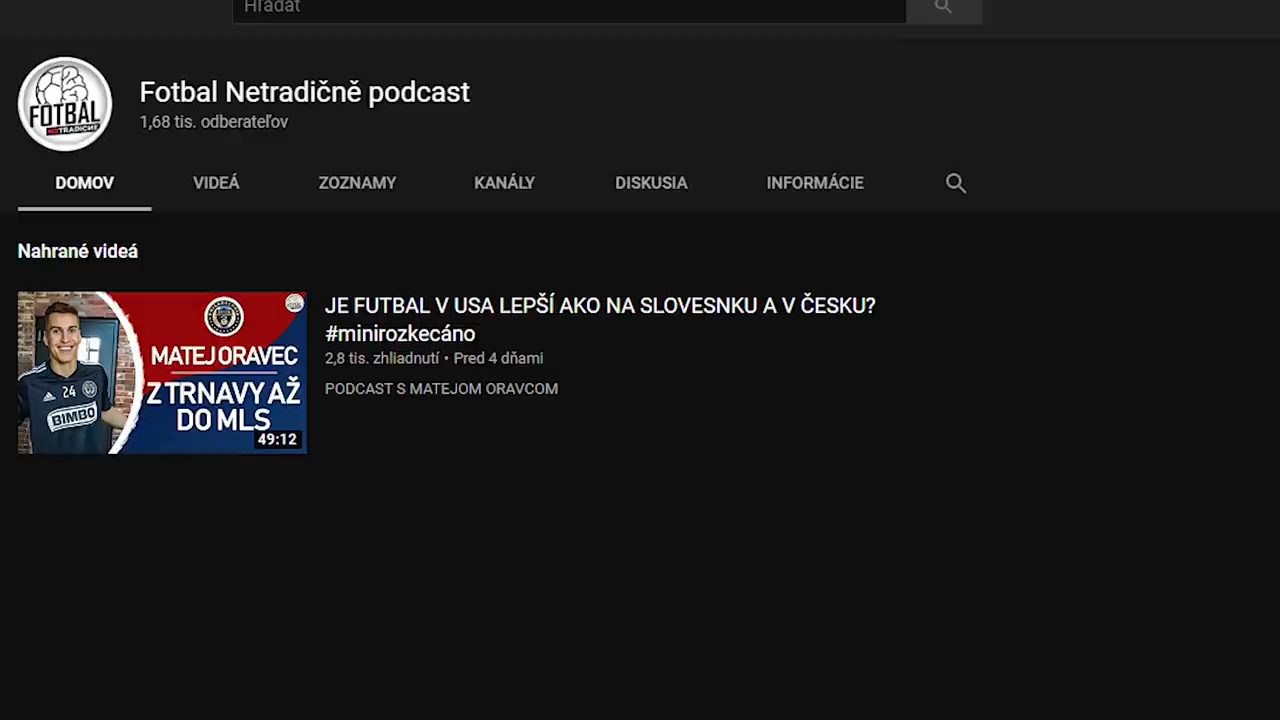 Hľadať
FOTBAL
NETRADIČNĚ
Fotbal Netradičně podcast
1,68 tis. odberateľov
DOMOV
VIDEÁ
ZOZNAMY
KANÁLY
DISKUSIA
INFORMÁCIE
Nahrané videá
MATEJ ORAVEC
Z TRNAVY AŽ
DO MLS
24
BIMBO
49:12
JE FUTBAL V USA LEPŠÍ AKO NA SLOVESNKU A V ČESKU?
#minirozkecáno
2,8 tis. zhliadnutí • Pred 4 dňami
PODCAST S MATEJOM ORAVCOM